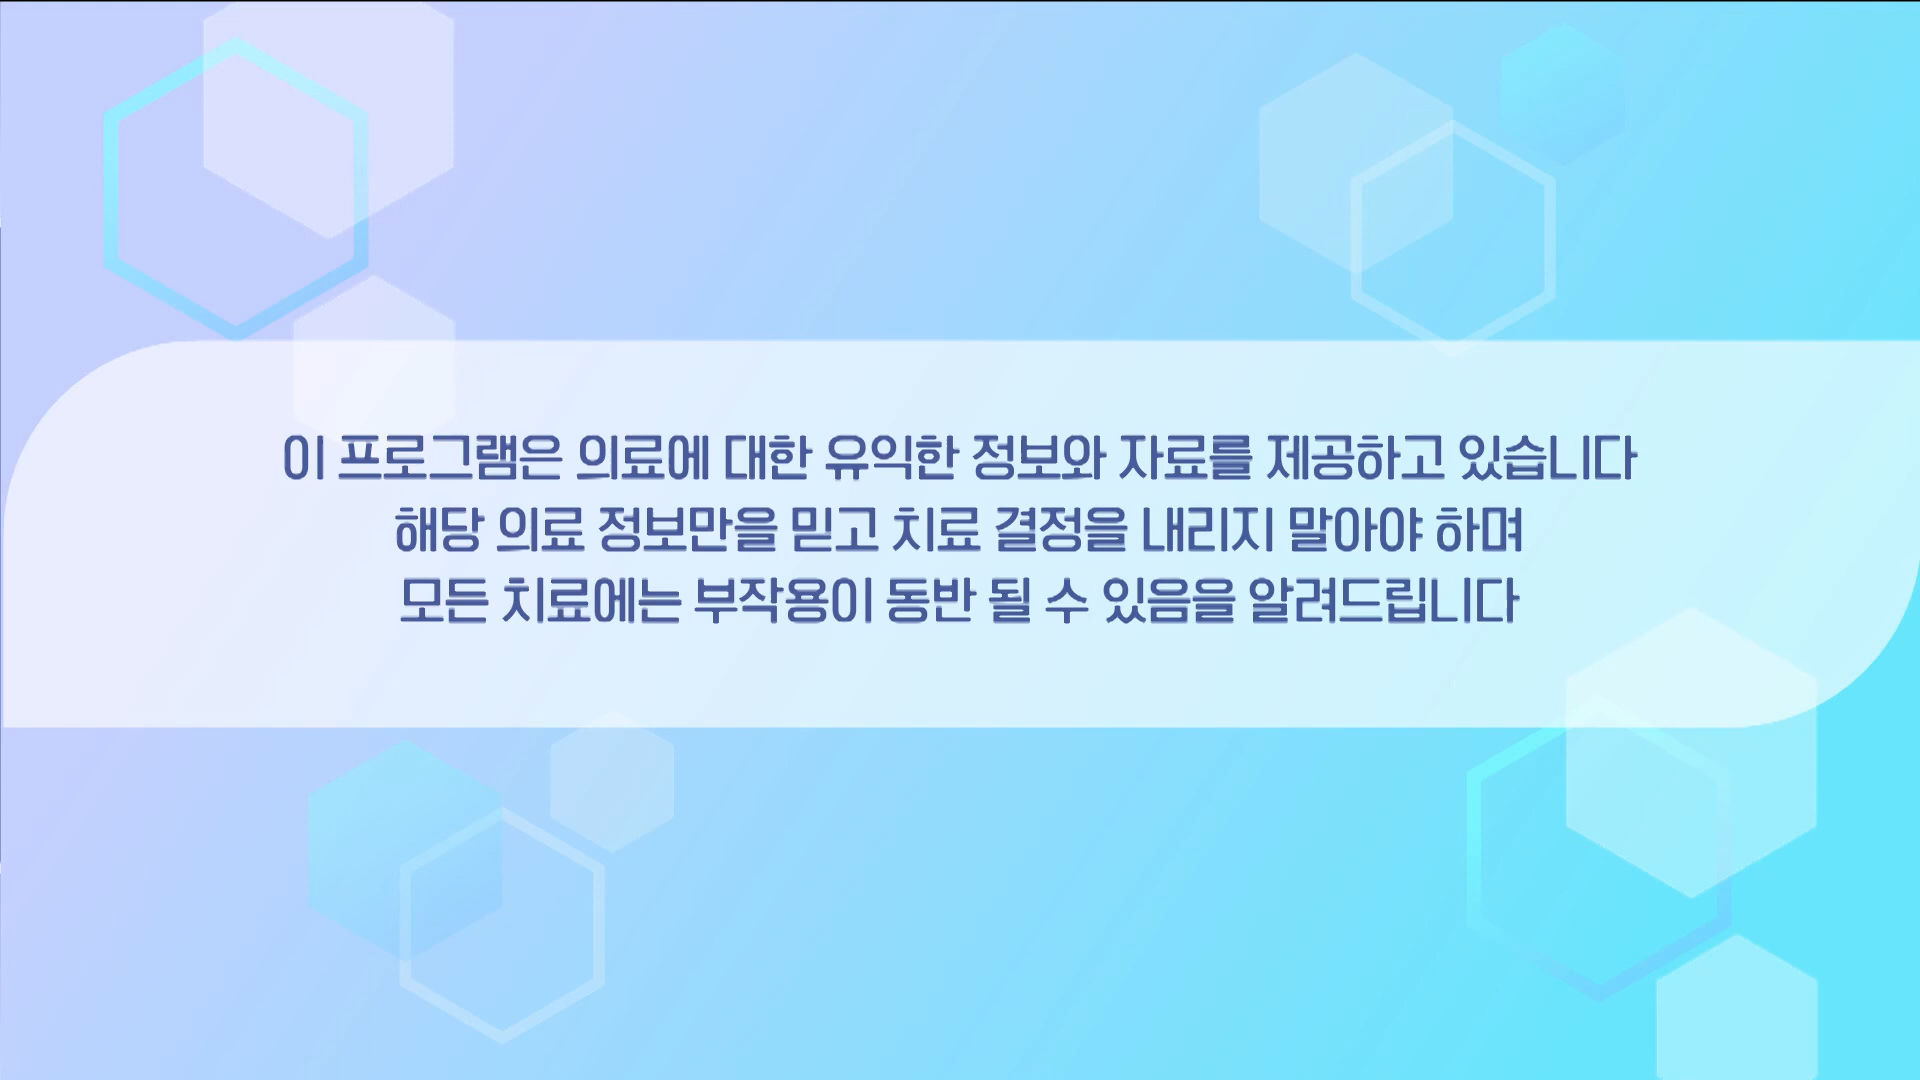 이 프로그램은 의료에 대한 유익한 정보와 자료를 제공하고 있습니다
해당 의료 정보만을 믿고 치료 결정을 내리지 말아야 하며
모든 치료에는 부작용이 동반 될 수 있음을 알려드립니다